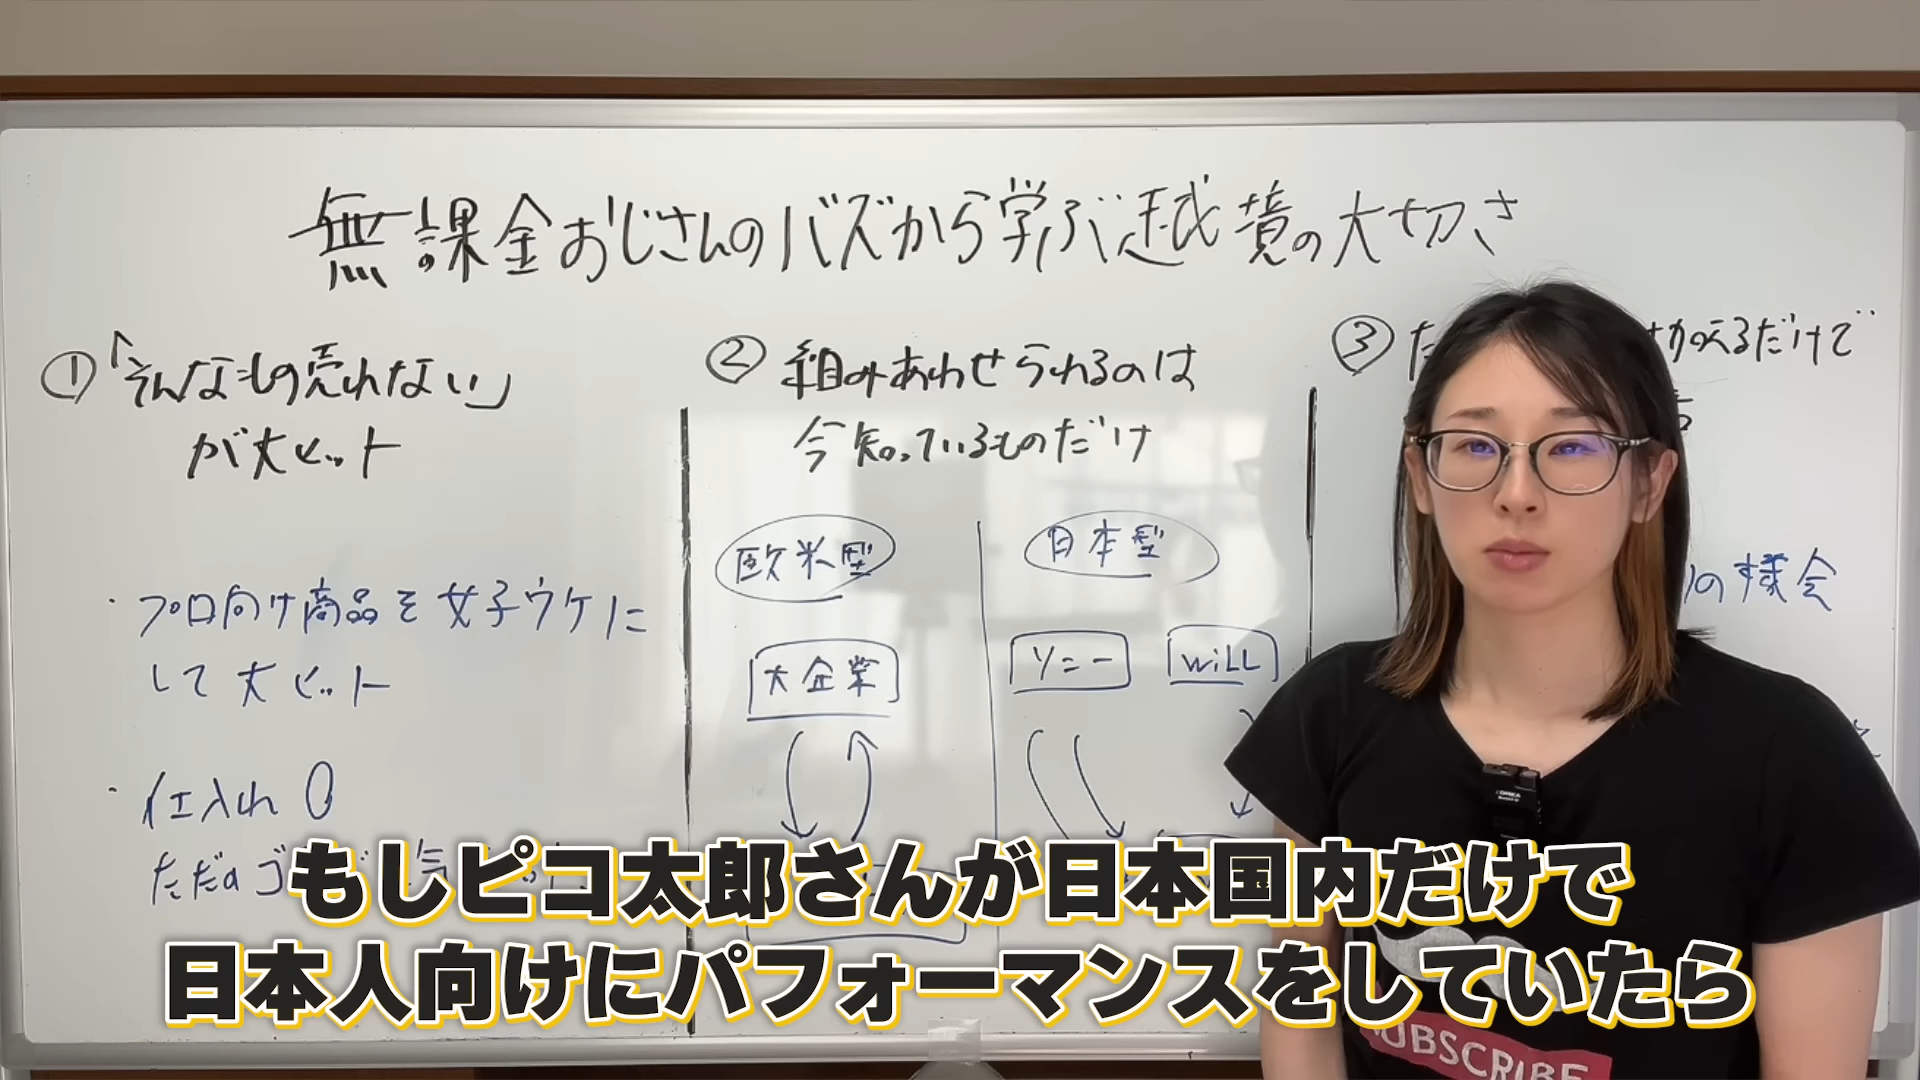 無課金おじさんのバズから学ぶ越境の大切さ
①「そんなもの売れない」
が大ヒット
・プロ向け商品を女子ウケに
して大ヒット
・仕入れ0
ただのゴ
②組みあわせられるのは
今知っているものだけ
欧米型
大企業
日本型
ソニー
WiLL
③た
かえるだけで
の機会
もしピコ太郎さんが日本国内だけで
日本人向けにパフォーマンスをしていたら
SUBSCRIBE